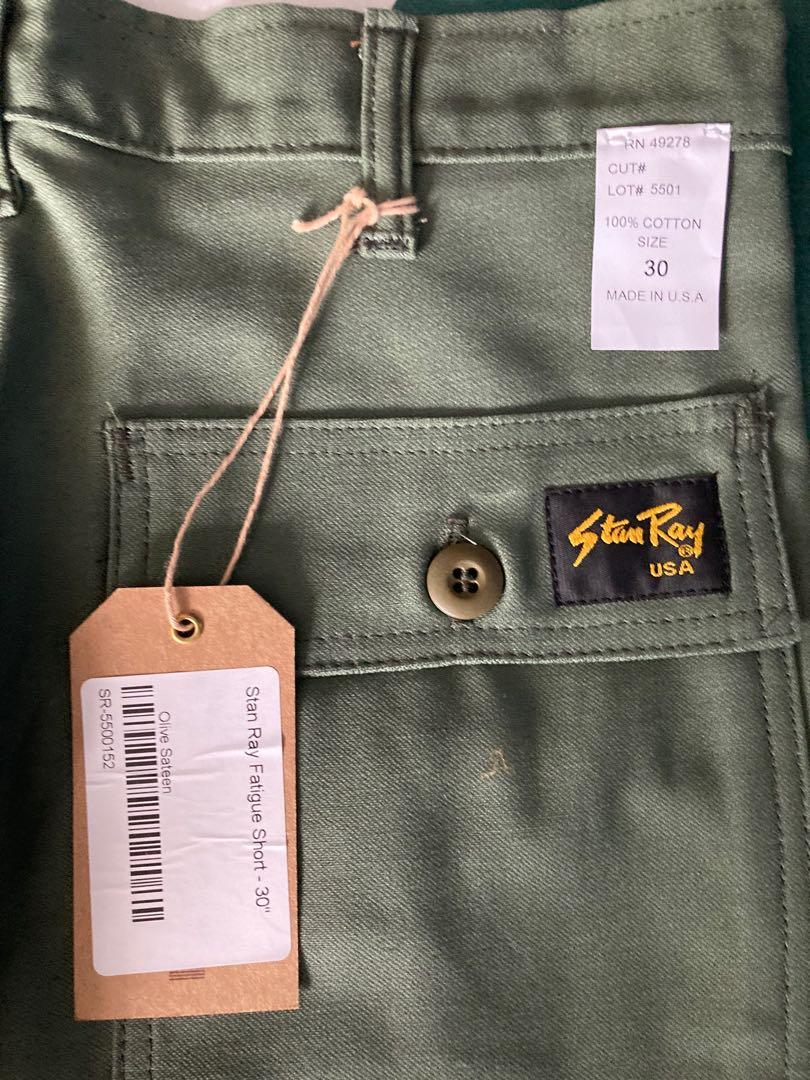 RN 49278
CUT#
LOT# 5501
100% COTTON
SIZE
30
MADE IN U.S.A.
Stan Ray
®
USA
Stan Ray Fatigue Short - 30"
Olive Sateen
SR-5500152